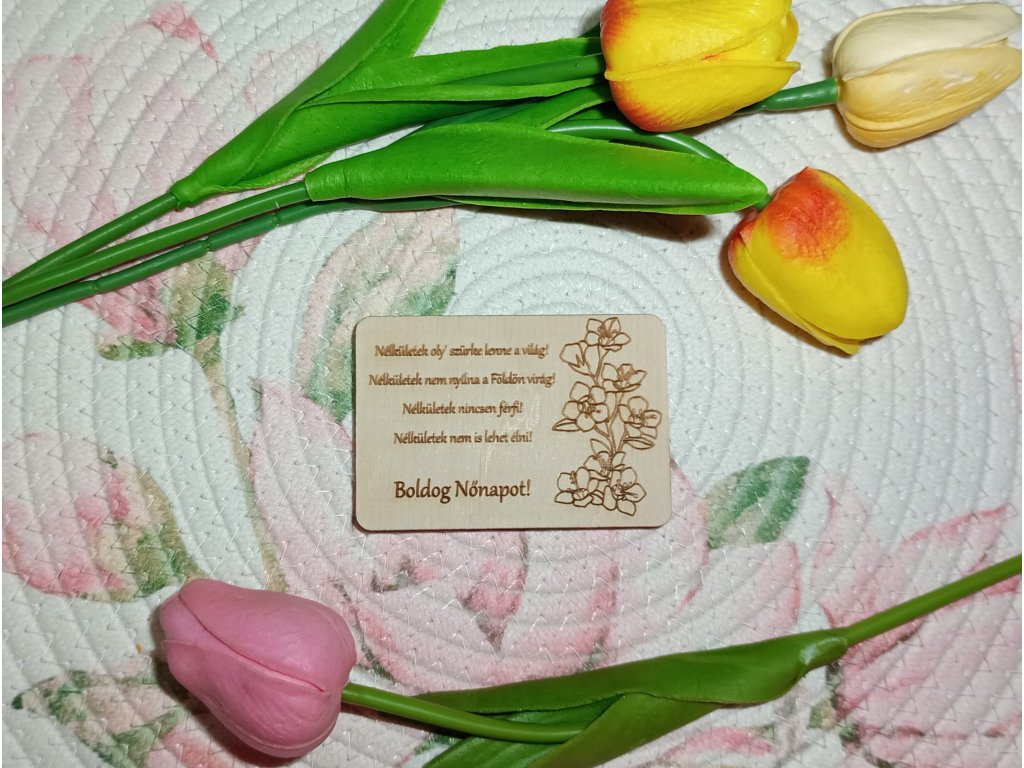 Nélkületek oly' szürke lenne a világ!
Nélkületek nem nyílna a Földön virág!
Nélkületek nincsen férfi!
Nélkületek nem is lehet élni!
Boldog Nőnapot!